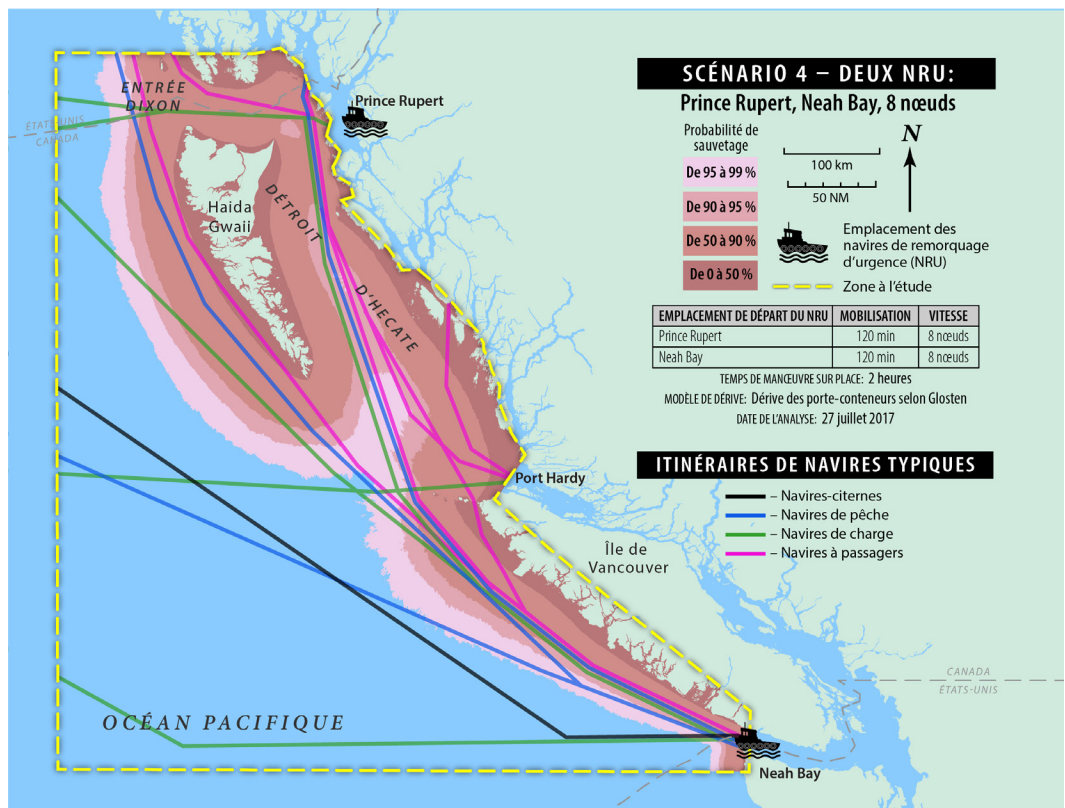 SCÉNARIO 4 – DEUX NRU:
Prince Rupert, Neah Bay, 8 nœuds
Probabilité de
sauvetage
De 95 à 99 %
De 90 à 95 %
De 50 à 90 %
De 0 à 50 %
100 km
50 NM
N
Emplacement des
navires de remorquage
d'urgence (NRU)
Zone à l'étude
EMPLACEMENT DE DÉPART DU NRU MOBILISATION VITESSE
Prince Rupert 120 min 8 nœuds
Neah Bay 120 min 8 nœuds
TEMPS DE MANŒUVRE SUR PLACE: 2 heures
MODÈLE DE DÉRIVE: Dérive des porte-conteneurs selon Glosten
DATE DE L'ANALYSE: 27 juillet 2017
ITINÉRAIRES DE NAVIRES TYPIQUES
– Navires-citernes
– Navires de pêche
– Navires de charge
– Navires à passagers
ENTRÉE
DIXON
Prince Rupert
ÉTATS-UNIS
CANADA
Haida
Gwaii
DÉTROIT
D'HECATE
Port Hardy
Île de
Vancouver
CANADA
ÉTATS-UNIS
OCÉAN PACIFIQUE
Neah Bay